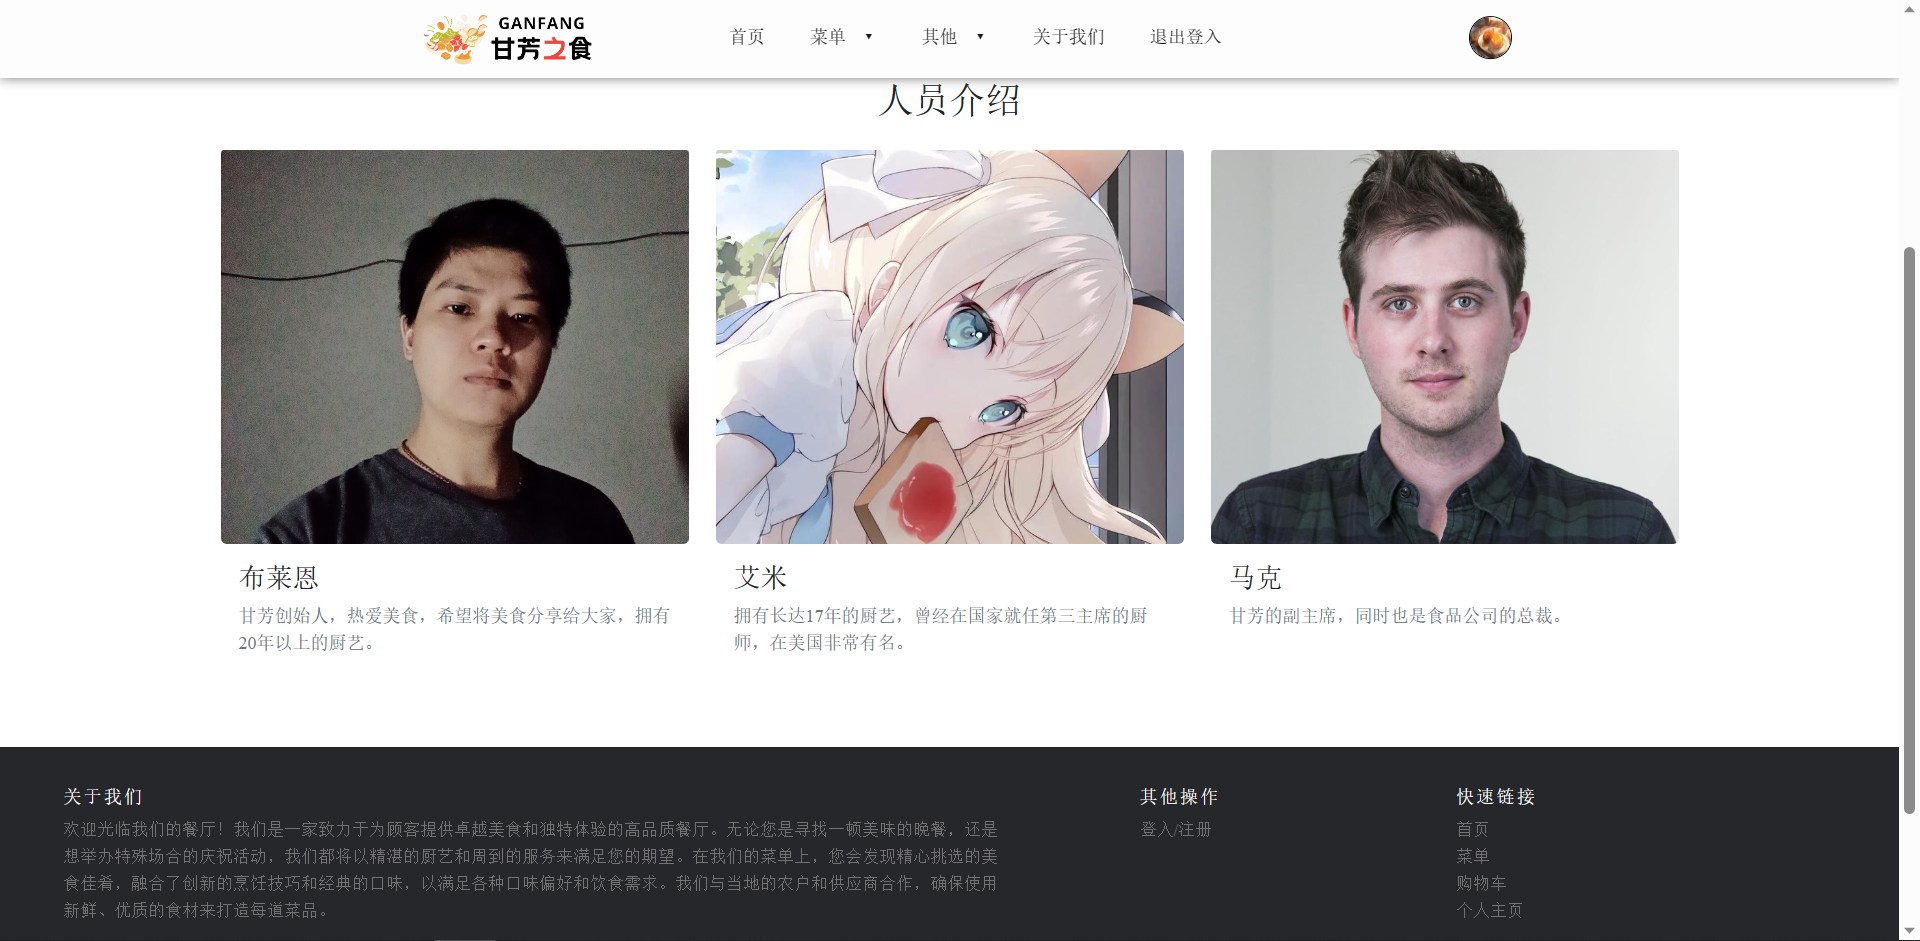 GANFANG
甘芳之食
首页 菜单 ▼ 其他 ▼ 关于我们 退出登入
人员介绍
布莱恩
甘芳创始人，热爱美食，希望将美食分享给大家，拥有
20年以上的厨艺。
艾米
拥有长达17年的厨艺，曾经在国家就任第三主席的厨
师，在美国非常有名。
马克
甘芳的副主席，同时也是食品公司的总裁。
关于我们
欢迎光临我们的餐厅！我们是一家致力于为顾客提供卓越美食和独特体验的高品质餐厅。无论您是寻找一顿美味的晚餐，还是
想举办特殊场合的庆祝活动，我们都将以精湛的厨艺和周到的服务来满足您的期望。在我们的菜单上，您会发现精心挑选的美
食佳肴，融合了创新的烹饪技巧和经典的口味，以满足各种口味偏好和饮食需求。我们与当地的农户和供应商合作，确保使用
新鲜、优质的食材来打造每道菜品。
其他操作
登入/注册
快速链接
首页
菜单
购物车
个人主页